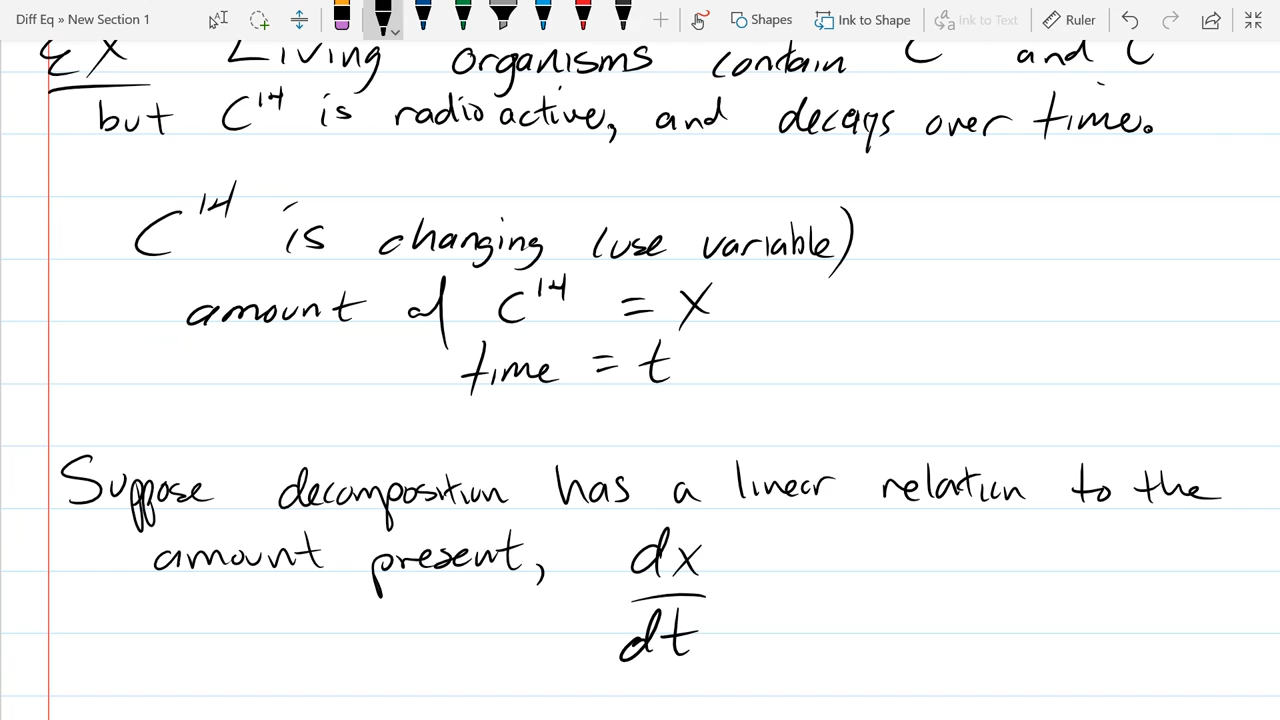 Diff Eq » New Section 1
Shapes
Ink to Shape
Ink to Text
Ruler
Ex Living organisms contain C and C
but C¹⁴ is radioactive, and decays over time.
C¹⁴ is changing (use variable)
amount of C¹⁴ = x
time = t
Suppose decomposition has a linear relation to the
amount present, dx
dt